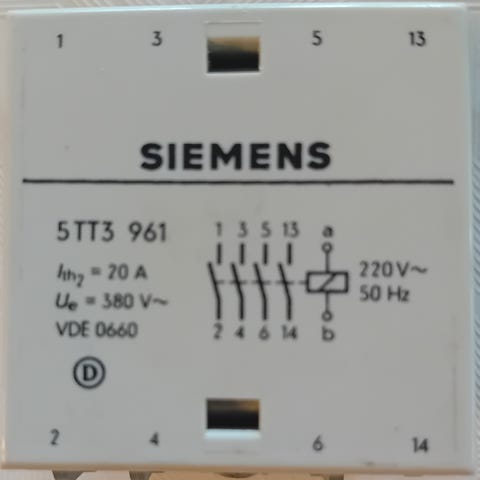 1 3 5 13
SIEMENS
5TT3 961
Ith2 = 20 A
Ue = 380 V~
VDE 0660
D
1 3 5 13 a
2 4 6 14 b
220 V~
50 Hz
2 4 6 14